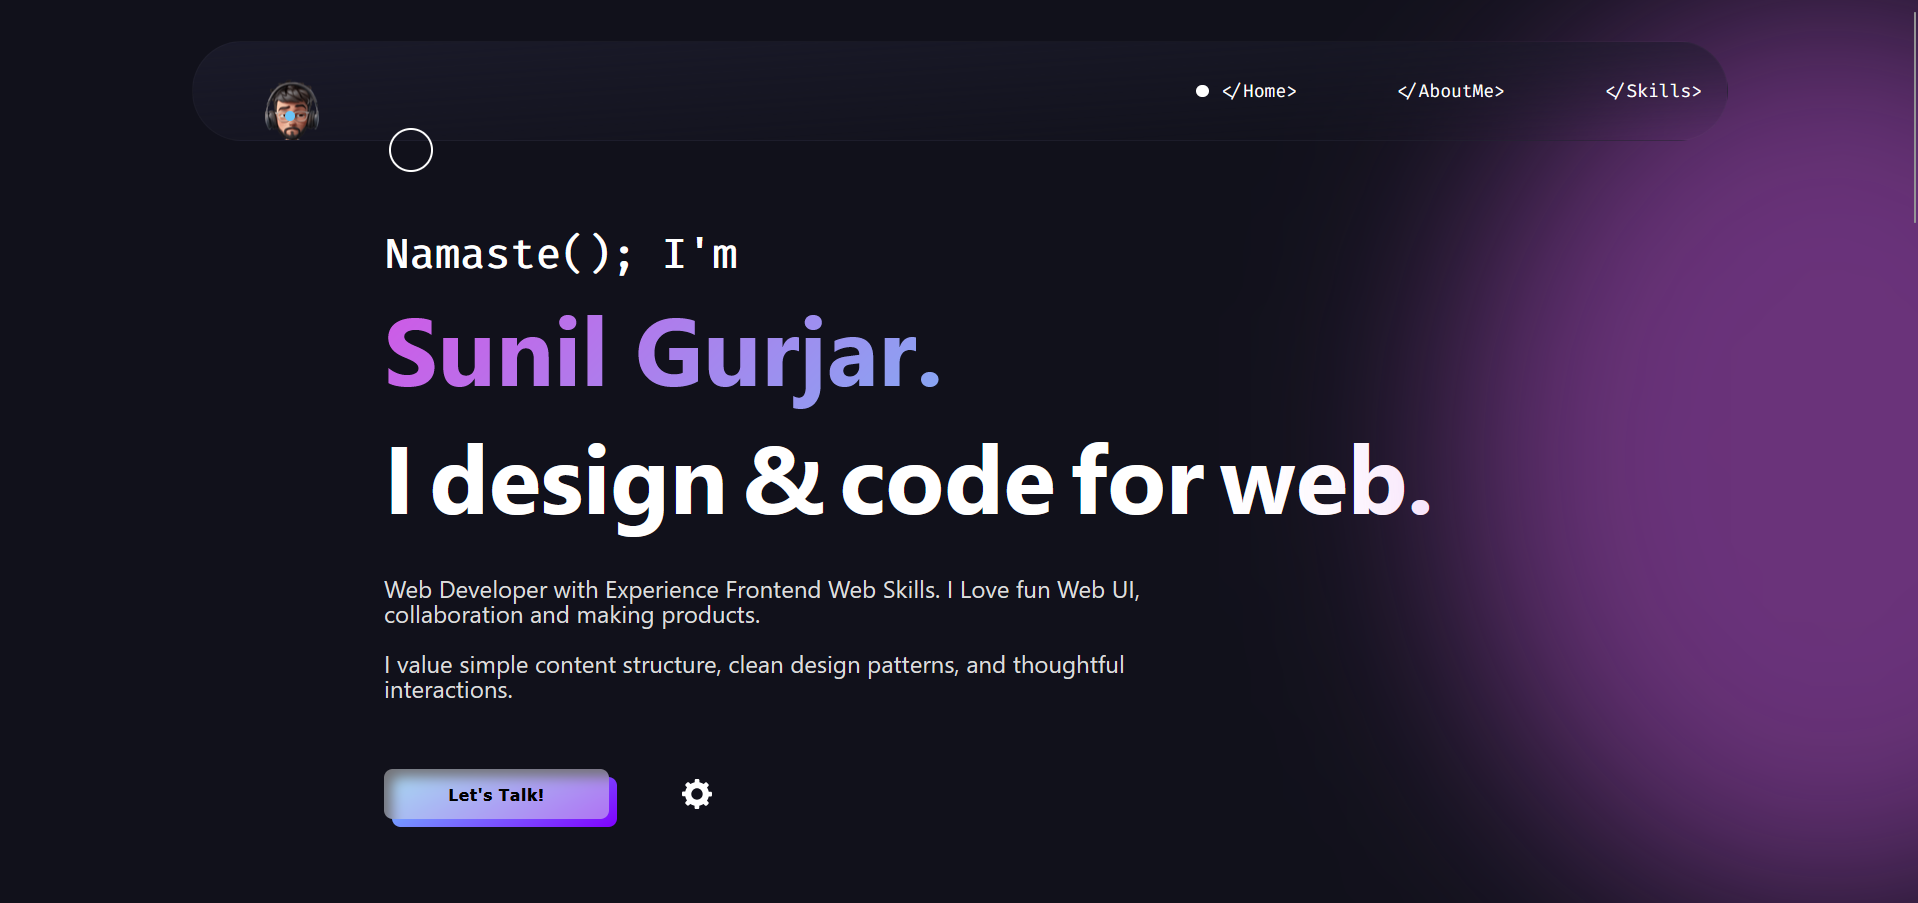 </Home> </AboutMe> </Skills>
Namaste(); I'm
Sunil Gurjar.
I design & code for web.
Web Developer with Experience Frontend Web Skills. I Love fun Web UI,
collaboration and making products.
I value simple content structure, clean design patterns, and thoughtful
interactions.
Let's Talk!